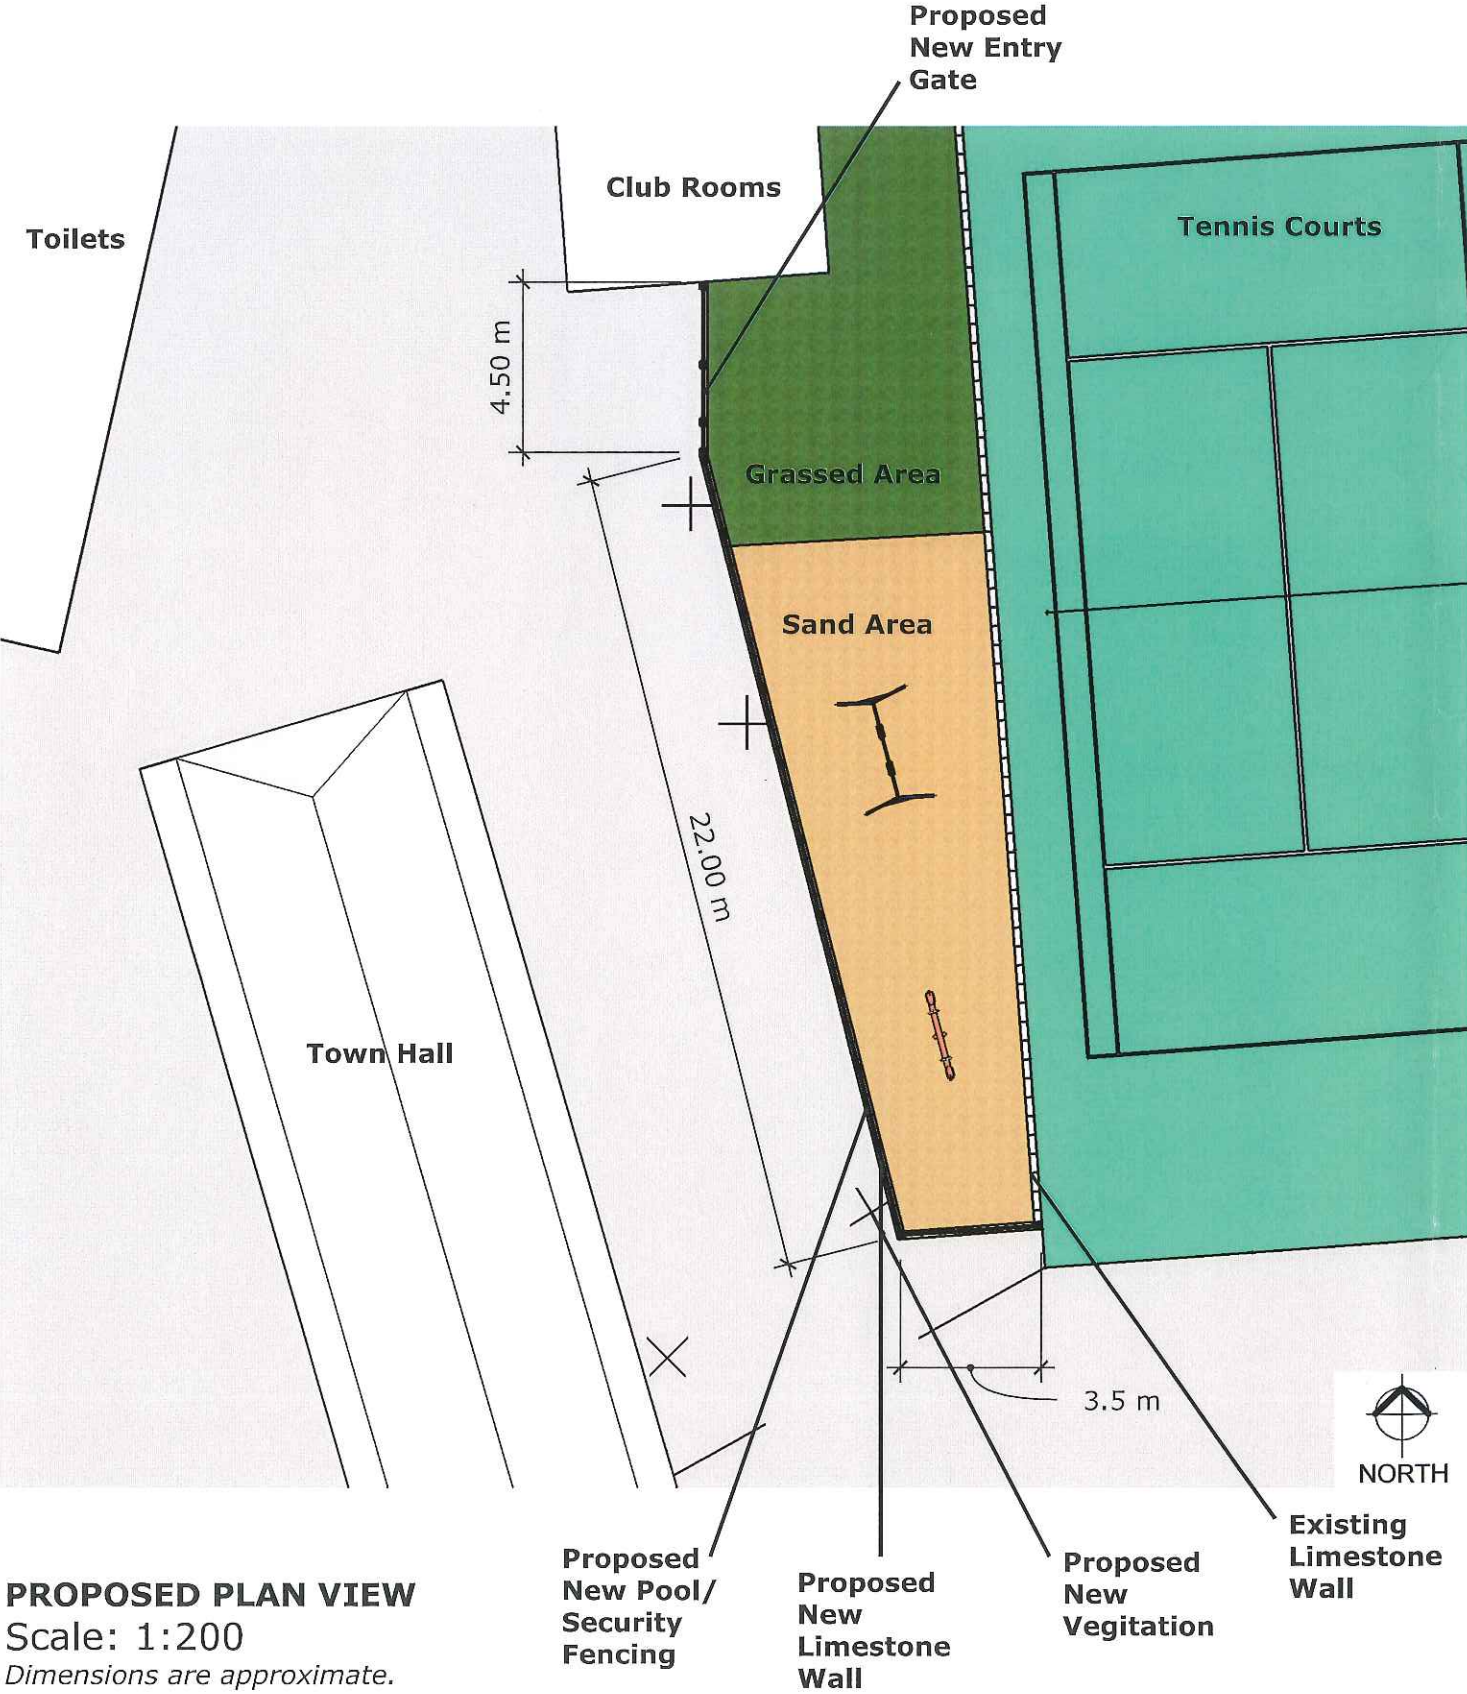 Proposed
New Entry
Gate
Club Rooms
Toilets
Tennis Courts
4.50 m
Grassed Area
Sand Area
22.00 m
Town Hall
3.5 m
NORTH
Existing
Limestone
Wall
Proposed
New Pool/
Security
Fencing
Proposed
New
Limestone
Wall
Proposed
New
Vegitation
PROPOSED PLAN VIEW
Scale: 1:200
Dimensions are approximate.